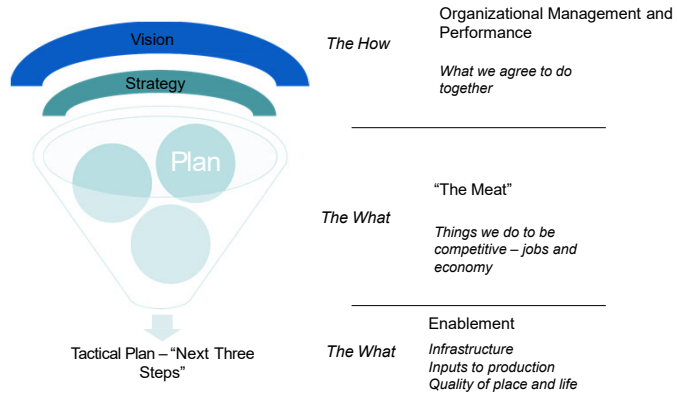 Vision
Strategy
Plan
Tactical Plan – “Next Three
Steps”
The How
Organizational Management and
Performance
What we agree to do
together
The What
“The Meat”
Things we do to be
competitive – jobs and
economy
The What
Enablement
Infrastructure
Inputs to production
Quality of place and life